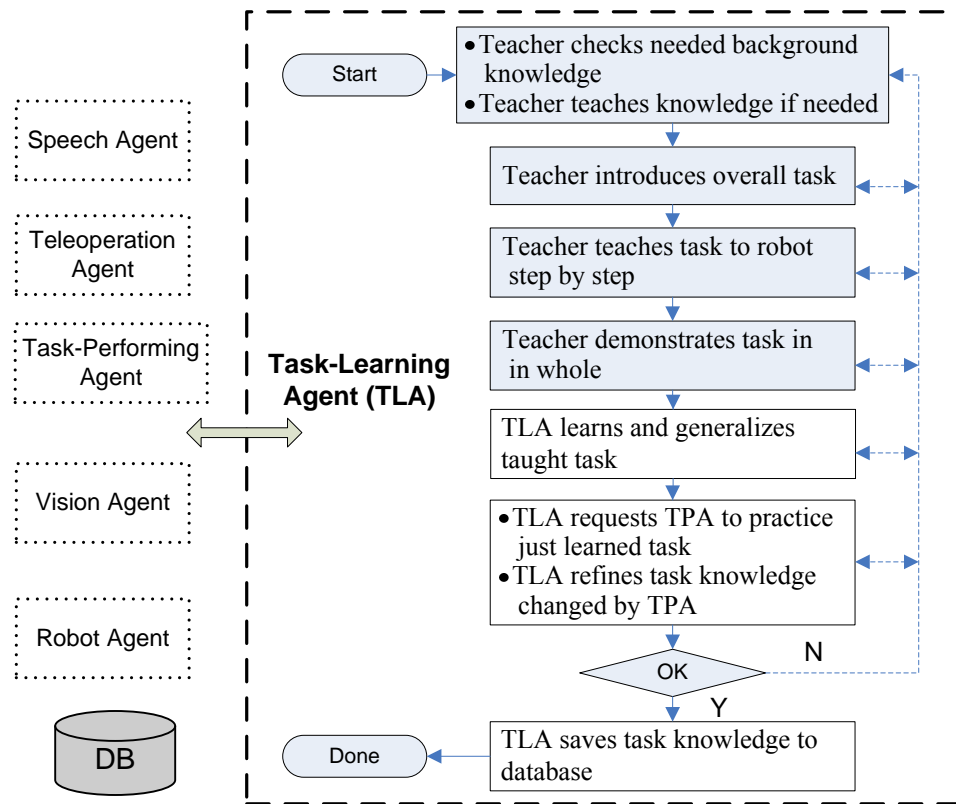 Speech Agent
Teleoperation
Agent
Task-Performing
Agent
Vision Agent
Robot Agent
DB
Task-Learning
Agent (TLA)
Start
• Teacher checks needed background
knowledge
• Teacher teaches knowledge if needed
Teacher introduces overall task
Teacher teaches task to robot
step by step
Teacher demonstrates task in
in whole
TLA learns and generalizes
taught task
• TLA requests TPA to practice
just learned task
• TLA refines task knowledge
changed by TPA
OK
N
Y
TLA saves task knowledge to
database
Done